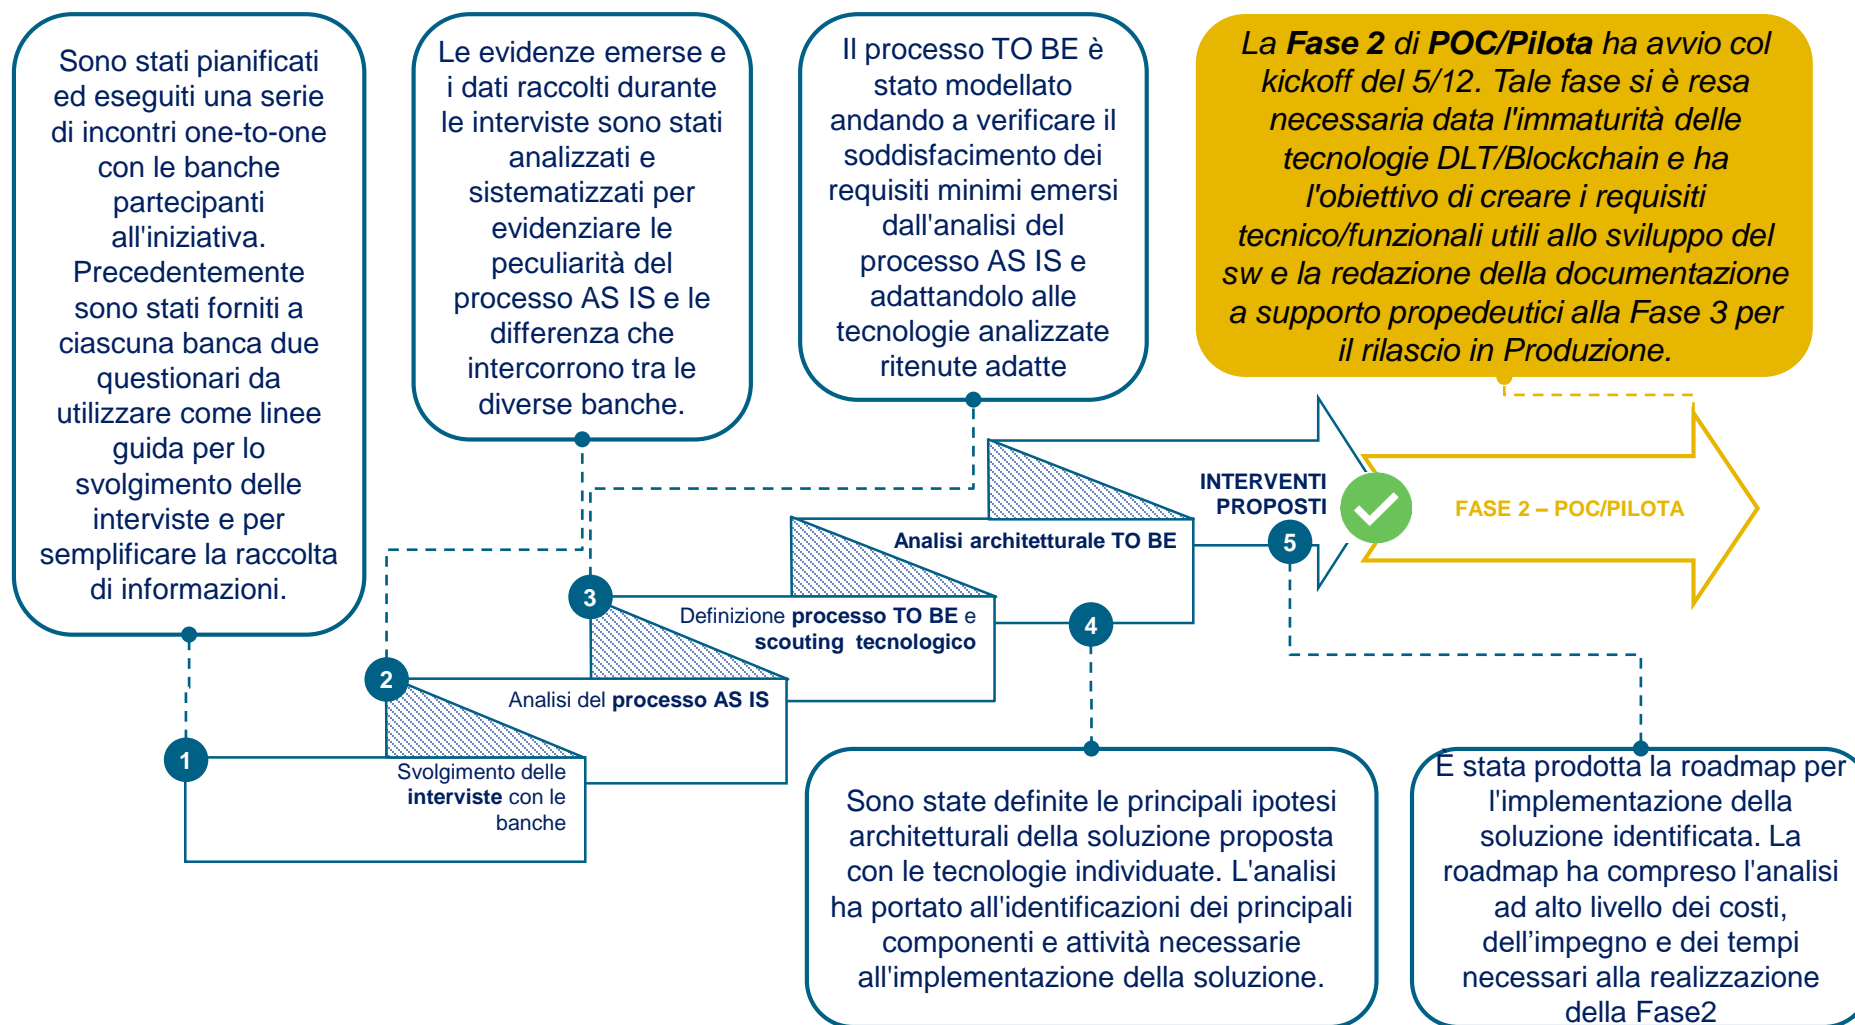 Sono stati pianificati
ed eseguiti una serie
di incontri one-to-one
con le banche
partecipanti
all'iniziativa.
Precedentemente
sono stati forniti a
ciascuna banca due
questionari da
utilizzare come linee
guida per lo
svolgimento delle
interviste e per
semplificare la raccolta
di informazioni.
Le evidenze emerse e
i dati raccolti durante
le interviste sono stati
analizzati e
sistematizzati per
evidenziare le
peculiarità del
processo AS IS e le
differenza che
intercorrono tra le
diverse banche.
Il processo TO BE è
stato modellato
andando a verificare il
soddisfacimento dei
requisiti minimi emersi
dall'analisi del
processo AS IS e
adattandolo alle
tecnologie analizzate
ritenute adatte
La Fase 2 di POC/Pilota ha avvio col
kickoff del 5/12. Tale fase si è resa
necessaria data l'immaturità delle
tecnologie DLT/Blockchain e ha
l'obiettivo di creare i requisiti
tecnico/funzionali utili allo sviluppo del
sw e la redazione della documentazione
a supporto propedeutici alla Fase 3 per
il rilascio in Produzione.
INTERVENTI
PROPOSTI
5
FASE 2 – POC/PILOTA
Analisi architetturale TO BE
4
3
Definizione processo TO BE e
scouting tecnologico
2
Analisi del processo AS IS
1
Svolgimento delle
interviste con le
banche
Sono state definite le principali ipotesi
architetturali della soluzione proposta
con le tecnologie individuate. L'analisi
ha portato all'identificazioni dei principali
componenti e attività necessarie
all'implementazione della soluzione.
È stata prodotta la roadmap per
l'implementazione della
soluzione identificata. La
roadmap ha compreso l'analisi
ad alto livello dei costi,
dell’impegno e dei tempi
necessari alla realizzazione
della Fase2